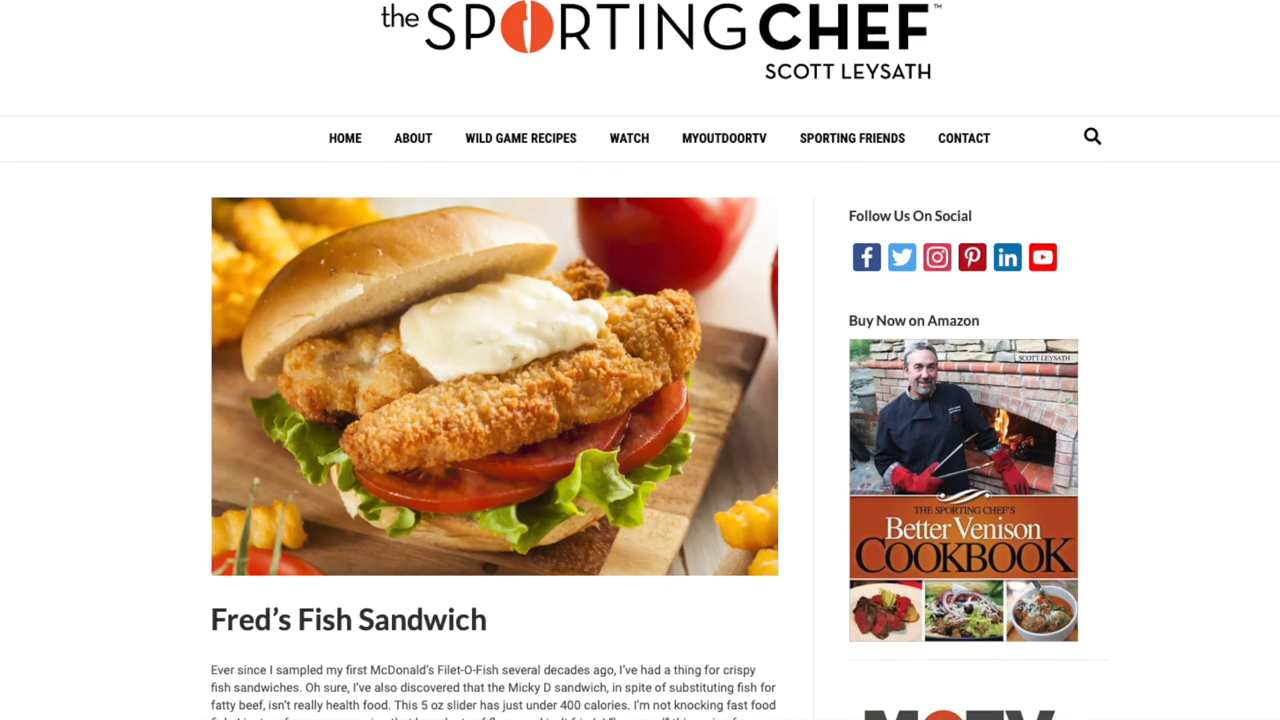 the SPORTING CHEF™
SCOTT LEYSATH
HOME ABOUT WILD GAME RECIPES WATCH MYOUTDOORTV SPORTING FRIENDS CONTACT
Follow Us On Social
Buy Now on Amazon
SCOTT LEYSATH
THE SPORTING CHEF'S
Better Venison
COOKBOOK
Fred’s Fish Sandwich
Ever since I sampled my first McDonald’s Filet-O-Fish several decades ago, I’ve had a thing for crispy
fish sandwiches. Oh sure, I’ve also discovered that the Micky D sandwich, in spite of substituting fish for
fatty beef, isn’t really health food. This 5 oz slider has just under 400 calories. I’m not knocking fast food